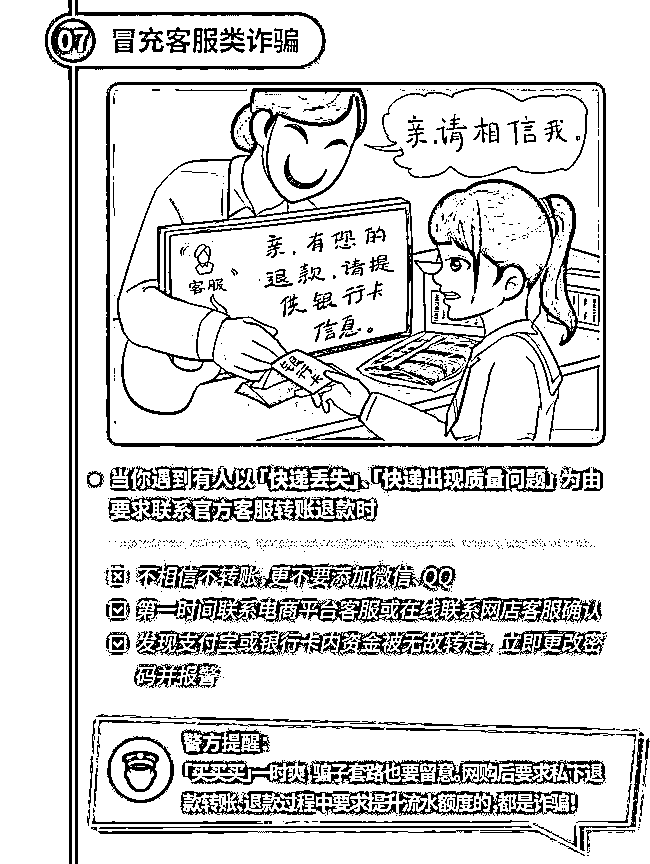 07 冒充客服类诈骗
亲.请相信我.
客服
亲,有您的
退款,请提
供银行卡
信息。
银行卡
当你遇到有人以「快递丢失」、「快递出现质量问题」为由
要求联系官方客服转账退款时
不相信不转账,更不要添加微信、QQ
第一时间联系电商平台客服或在线联系网店客服确认
发现支付宝或银行卡内资金被无故转走,立即更改密
码并报警
警方提醒:
「买买买」一时爽,骗子套路也要留意,网购后要求私下退
款转账、退款过程中要求提升流水额度的,都是诈骗!